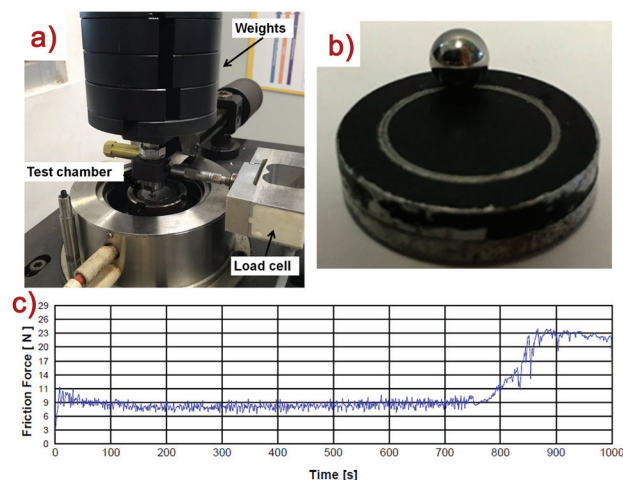 a)
Weights
Test chamber
Load cell
b)
c)
Friction Force [ N ]
29
26
23
20
17
14
11
9
6
3
0
0 100 200 300 400 500 600 700 800 900 1000
Time [s]